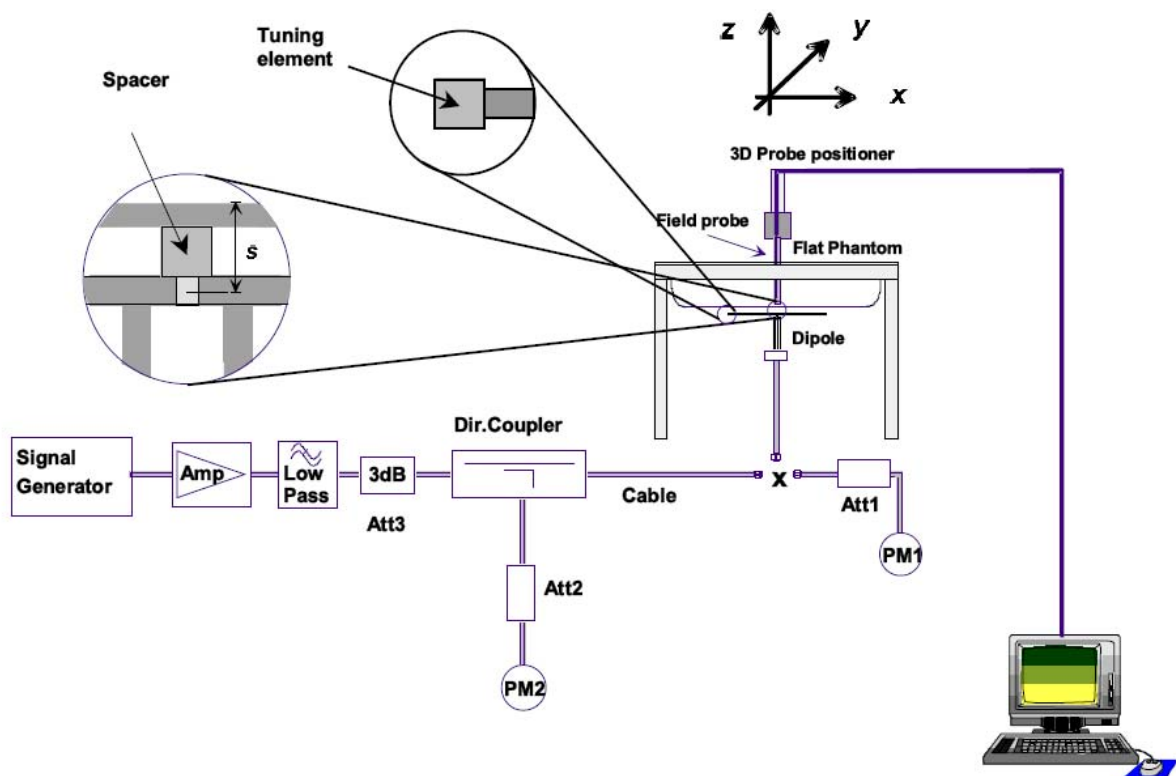 Tuning
element
Spacer
z
y
x
3D Probe positioner
Field probe
Flat Phantom
s
Dipole
Dir.Coupler
Signal
Generator
Amp
Low
Pass
3dB
Att3
Cable
x
Att1
PM1
Att2
PM2